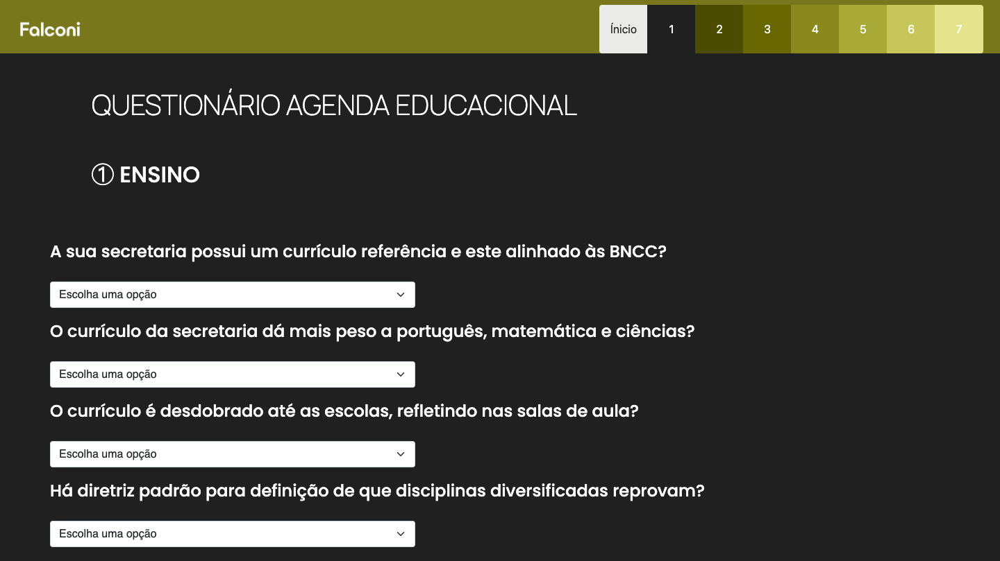 Falconi
Ínicio 1 2 3 4 5 6 7
QUESTIONÁRIO AGENDA EDUCACIONAL
① ENSINO
A sua secretaria possui um currículo referência e este alinhado às BNCC?
Escolha uma opção
O currículo da secretaria dá mais peso a português, matemática e ciências?
Escolha uma opção
O currículo é desdobrado até as escolas, refletindo nas salas de aula?
Escolha uma opção
Há diretriz padrão para definição de que disciplinas diversificadas reprovam?
Escolha uma opção